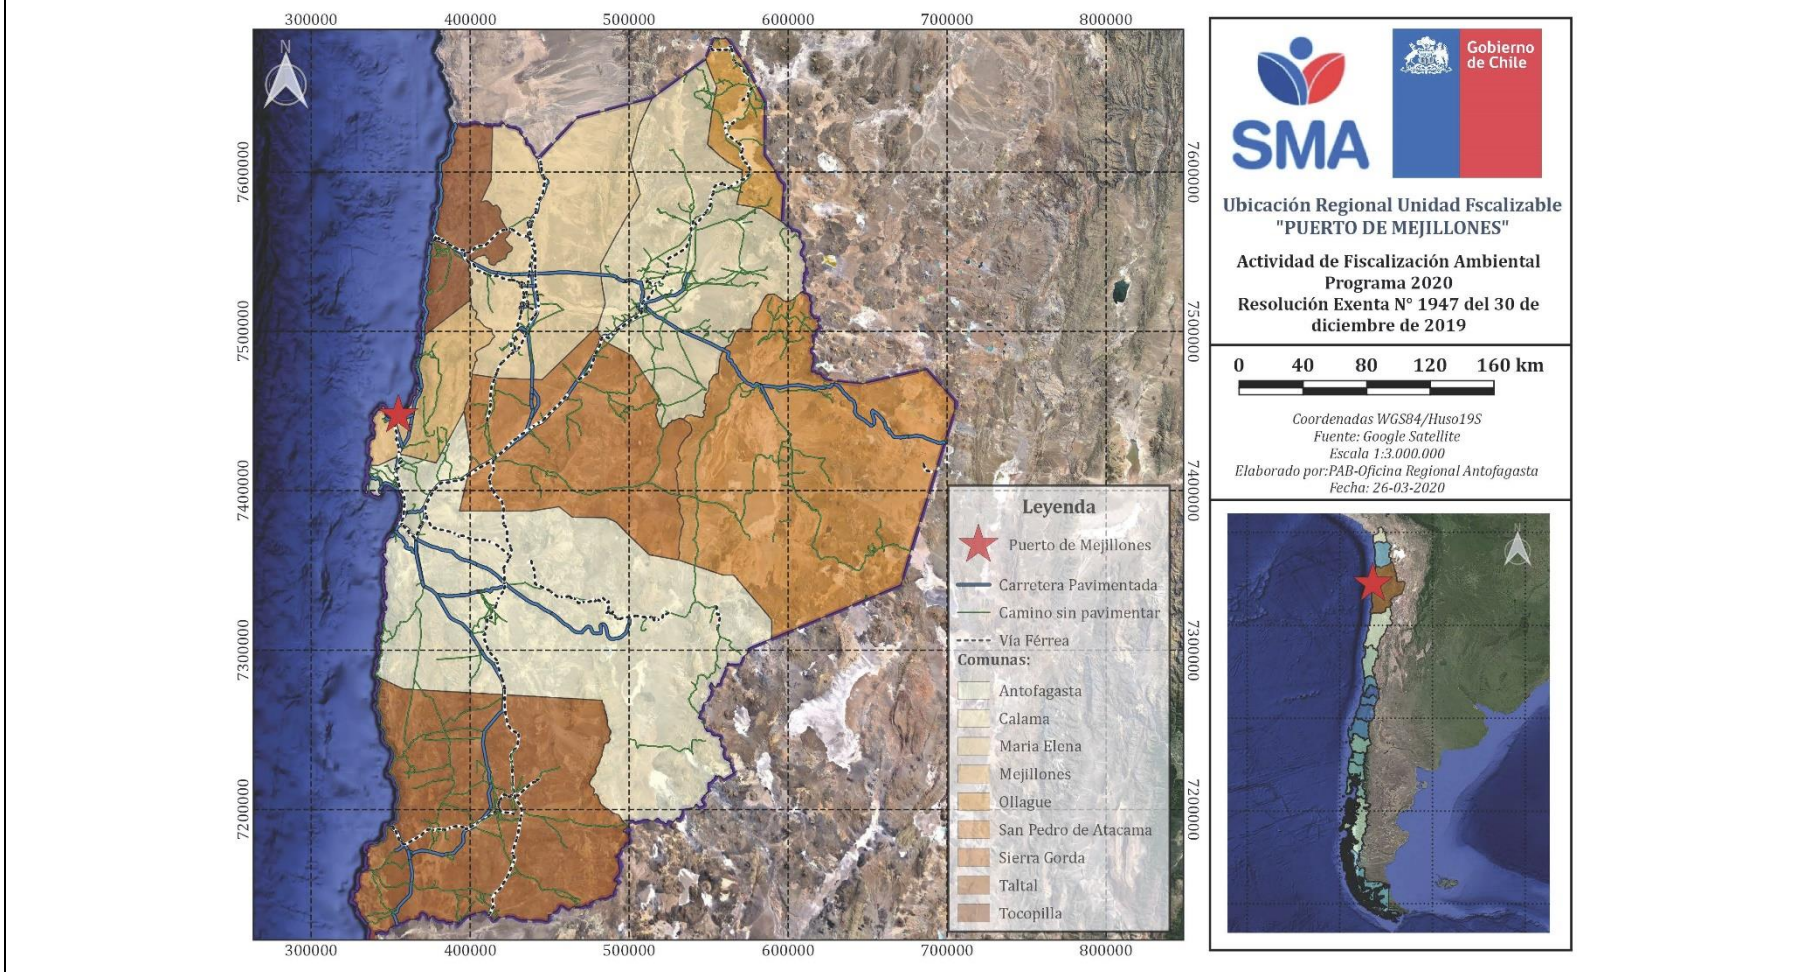 300000 400000 500000 600000 700000 800000
N
7600000 7600000
7500000 7500000
7400000 7400000
7300000 7300000
7200000 7200000
Leyenda
Puerto de Mejillones
Carretera Pavimentada
Camino sin pavimentar
Vía Férrea
Comunas:
Antofagasta
Calama
Maria Elena
Mejillones
Ollague
San Pedro de Atacama
Sierra Gorda
Taltal
Tocopilla
300000 400000 500000 600000 700000 800000
SMA
Gobierno
de Chile
Ubicación Regional Unidad Fscalizable
"PUERTO DE MEJILLONES"
Actividad de Fiscalización Ambiental
Programa 2020
Resolución Exenta N° 1947 del 30 de
diciembre de 2019
0 40 80 120 160 km
Coordenadas WGS84/Huso19S
Fuente: Google Satellite
Escala 1:3.000.000
Elaborado por:PAB-Oficina Regional Antofagasta
Fecha: 26-03-2020
N